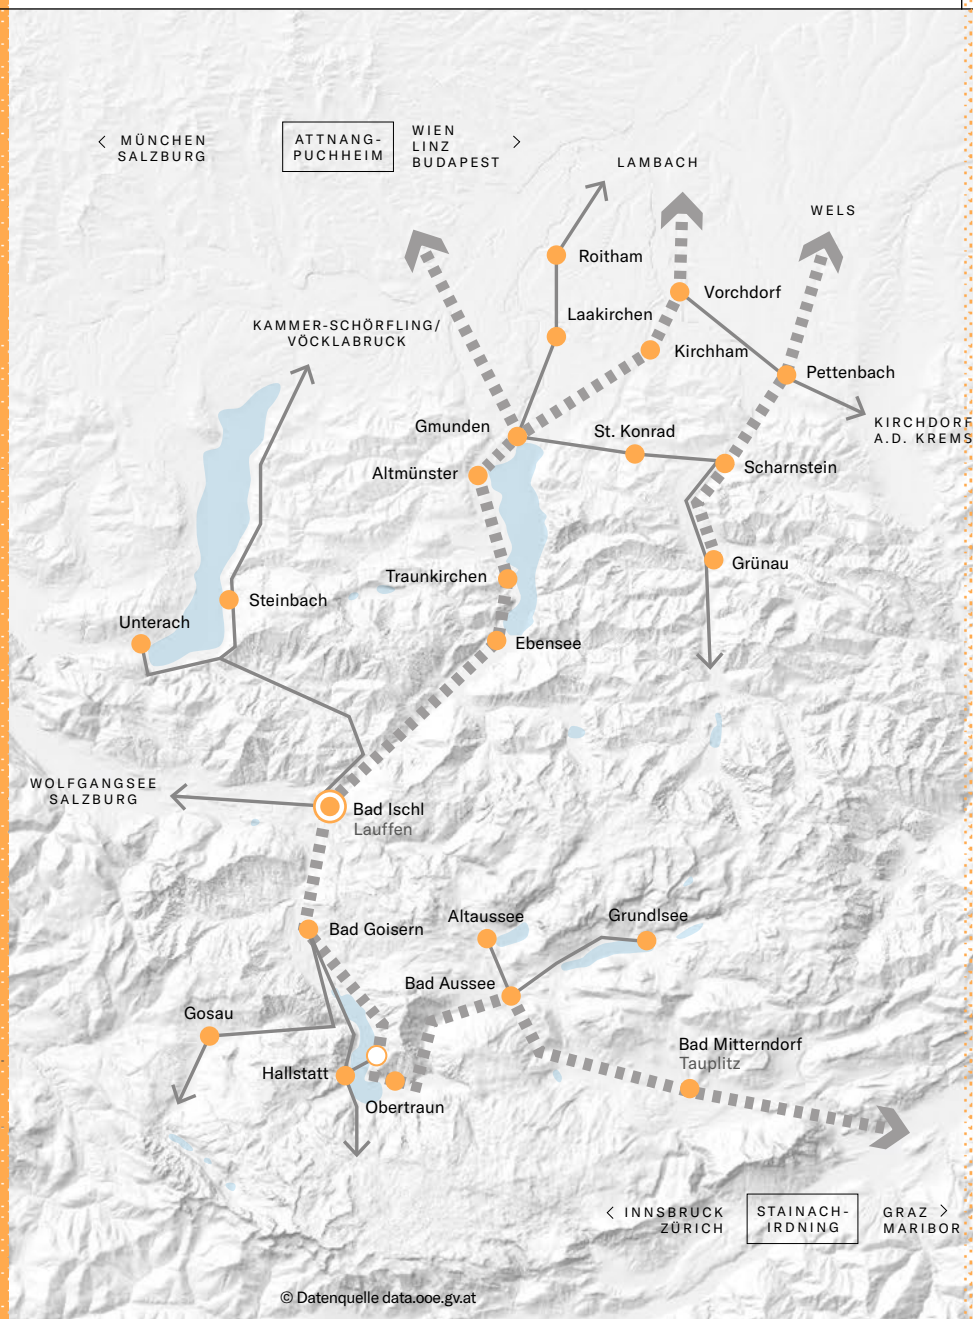 < MÜNCHEN
SALZBURG
ATTNANG-
PUCHHEIM
WIEN >
LINZ
BUDAPEST
LAMBACH
WELS
Roitham
Vorchdorf
Laakirchen
KAMMER-SCHÖRFLING/
VÖCKLABRUCK
Kirchham
Pettenbach
Gmunden
St. Konrad
KIRCHDORF
A.D. KREMS
Altmünster
Scharnstein
Grünau
Traunkirchen
Steinbach
Unterach
Ebensee
WOLFGANGSEE
SALZBURG
Bad Ischl
Lauffen
Altaussee
Grundlsee
Bad Goisern
Bad Aussee
Gosau
Bad Mitterndorf
Tauplitz
Hallstatt
Obertraun
< INNSBRUCK
ZÜRICH
STAINACH-
IRDNING
GRAZ >
MARIBOR
© Datenquelle data.ooe.gv.at